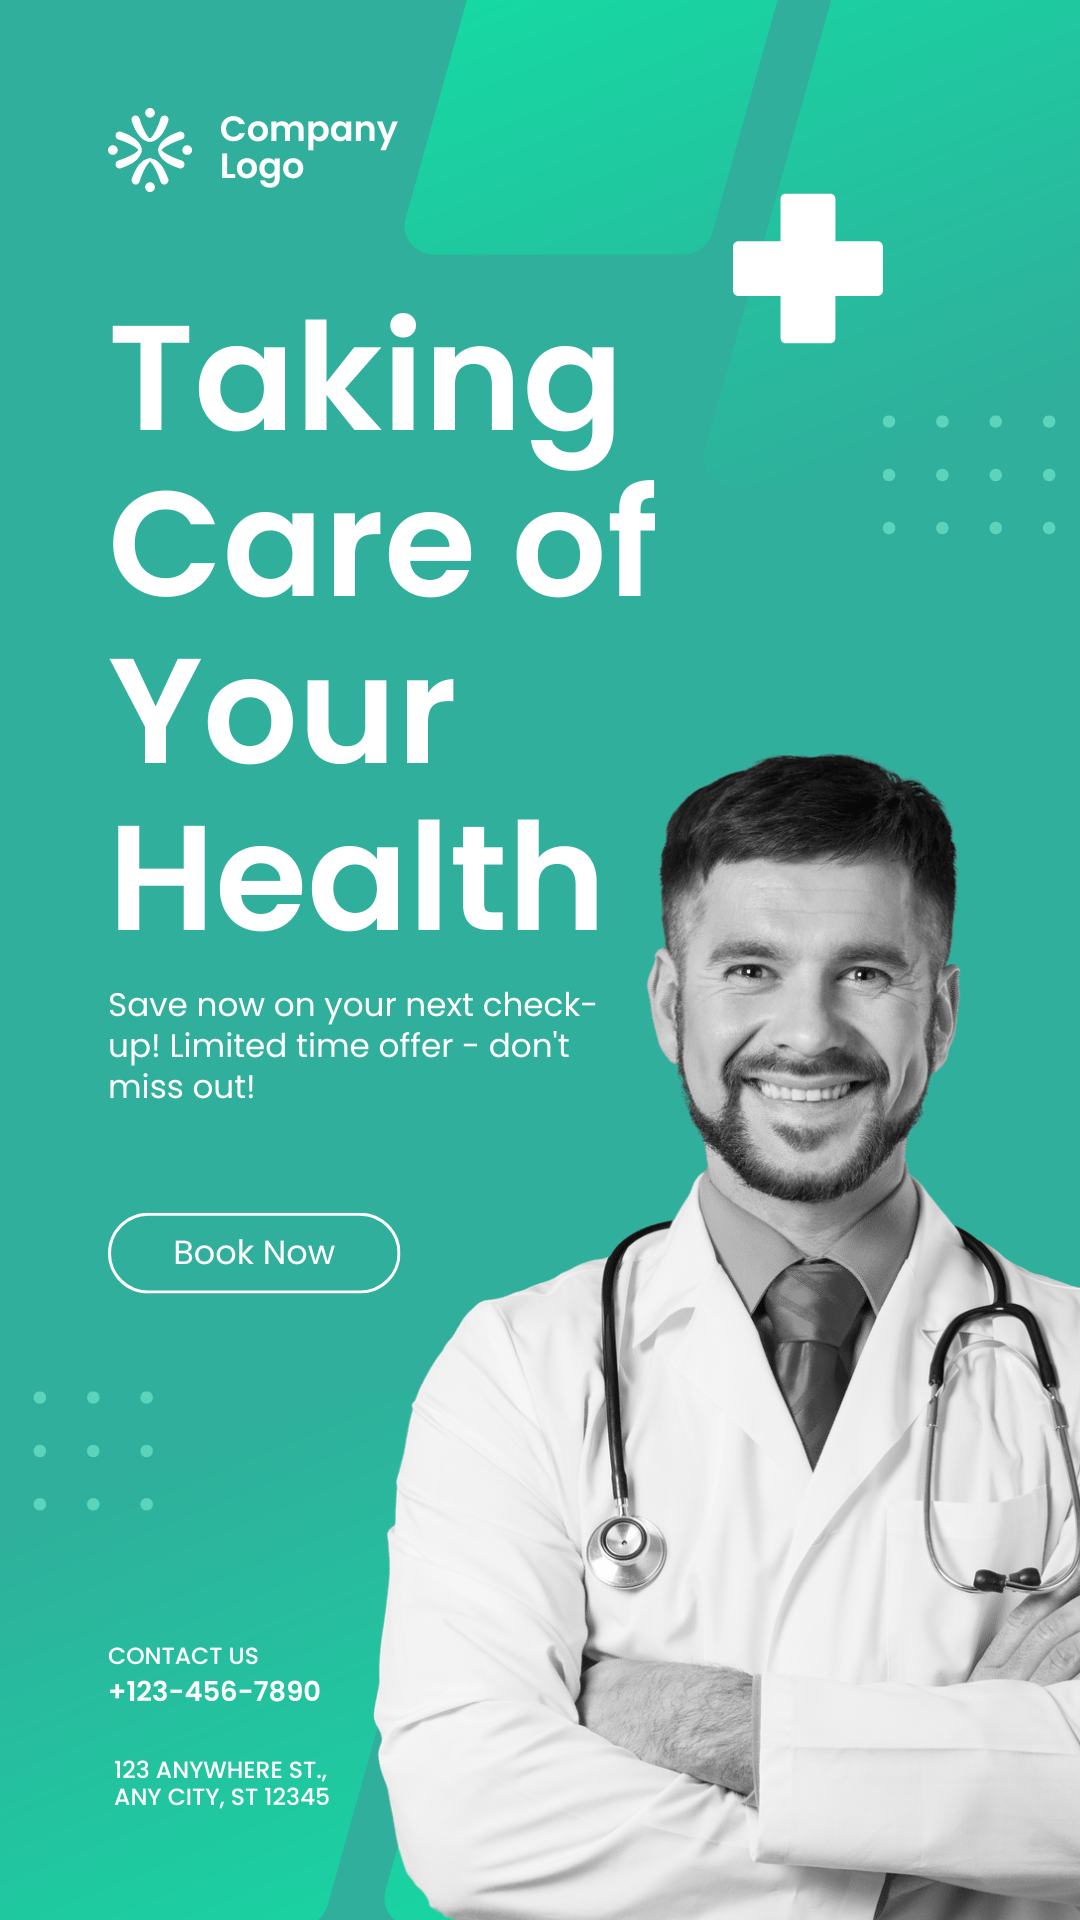 Company
Logo
Taking
Care of
Your
Health
Save now on your next check-
up! Limited time offer - don't
miss out!
Book Now
CONTACT US
+123-456-7890
123 ANYWHERE ST.,
ANY CITY, ST 12345